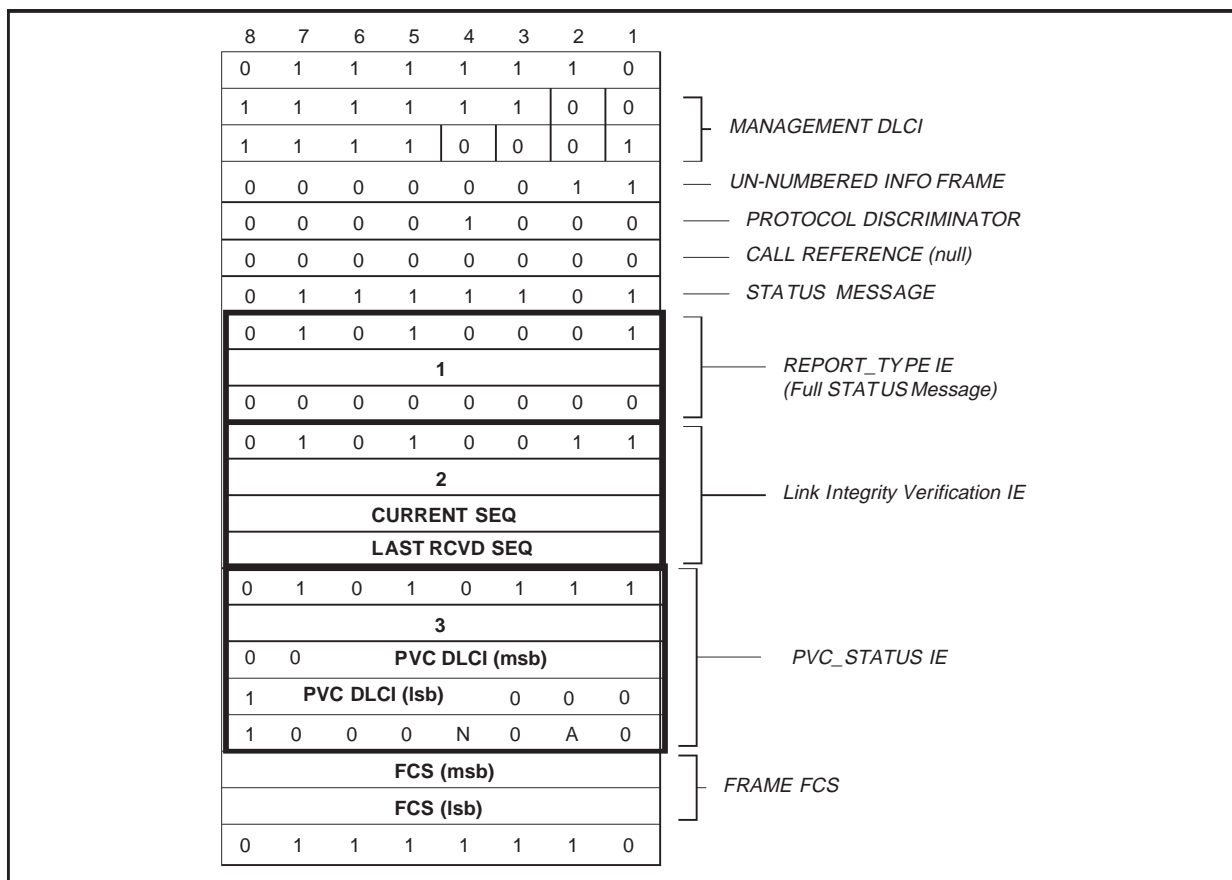 8 7 6 5 4 3 2 1
0 1 1 1 1 1 1 0
1 1 1 1 1 1 0 0
MANAGEMENT DLCI
1 1 1 1 0 0 0 1
0 0 0 0 0 0 1 1 UN-NUMBERED INFO FRAME
0 0 0 0 1 0 0 0 PROTOCOL DISCRIMINATOR
0 0 0 0 0 0 0 0 CALL REFERENCE (null)
0 1 1 1 1 1 0 1 STATUS MESSAGE
0 1 0 1 0 0 0 1
1 REPORT_TYPE IE
(Full STATUS Message)
0 0 0 0 0 0 0 0
0 1 0 1 0 0 1 1
2
Link Integrity Verification IE
CURRENT SEQ
LAST RCVD SEQ
0 1 0 1 0 1 1 1
3
0 0 PVC DLCI (msb) PVC_STATUS IE
1 PVC DLCI (lsb) 0 0 0
1 0 0 0 N 0 A 0
FCS (msb)
FRAME FCS
FCS (lsb)
0 1 1 1 1 1 1 0